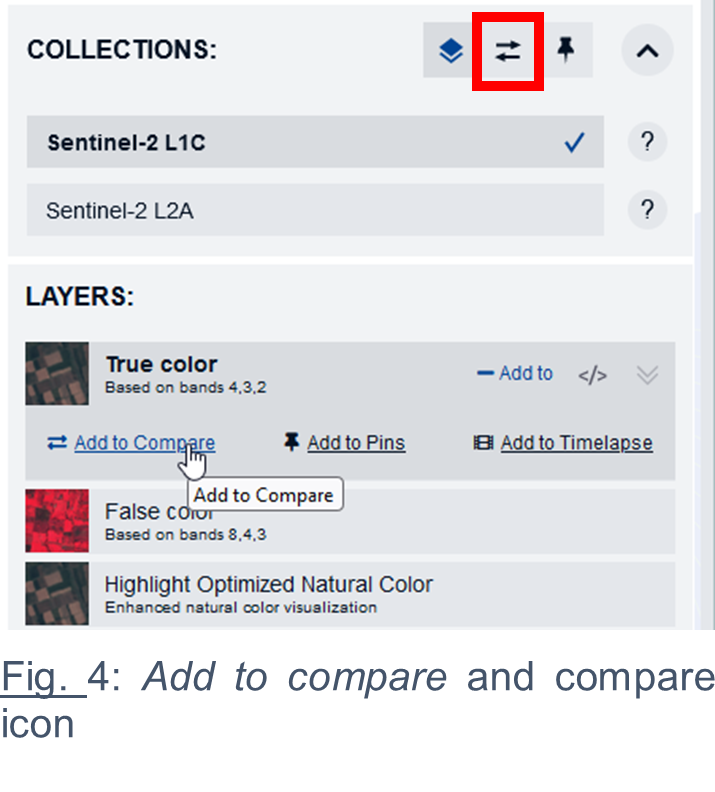 COLLECTIONS:
Sentinel-2 L1C
?
Sentinel-2 L2A
?
LAYERS:
True color
Based on bands 4,3,2
Add to
</>
Add to Compare
Add to Pins
Add to Timelapse
Add to Compare
False color
Based on bands 8,4,3
Highlight Optimized Natural Color
Enhanced natural color visualization
Fig. 4: Add to compare and compare
icon